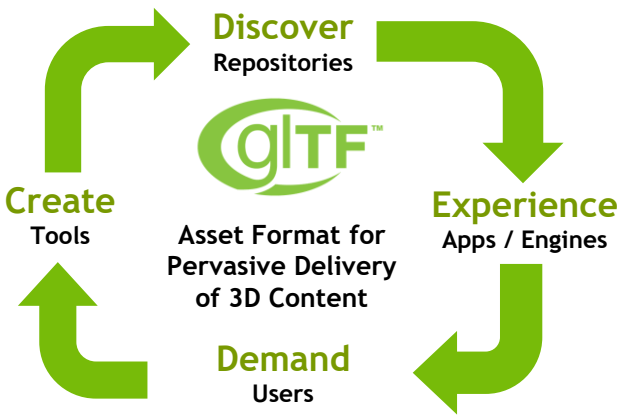 Discover
Repositories
glTF™
Create
Tools
Experience
Apps / Engines
Asset Format for
Pervasive Delivery
of 3D Content
Demand
Users